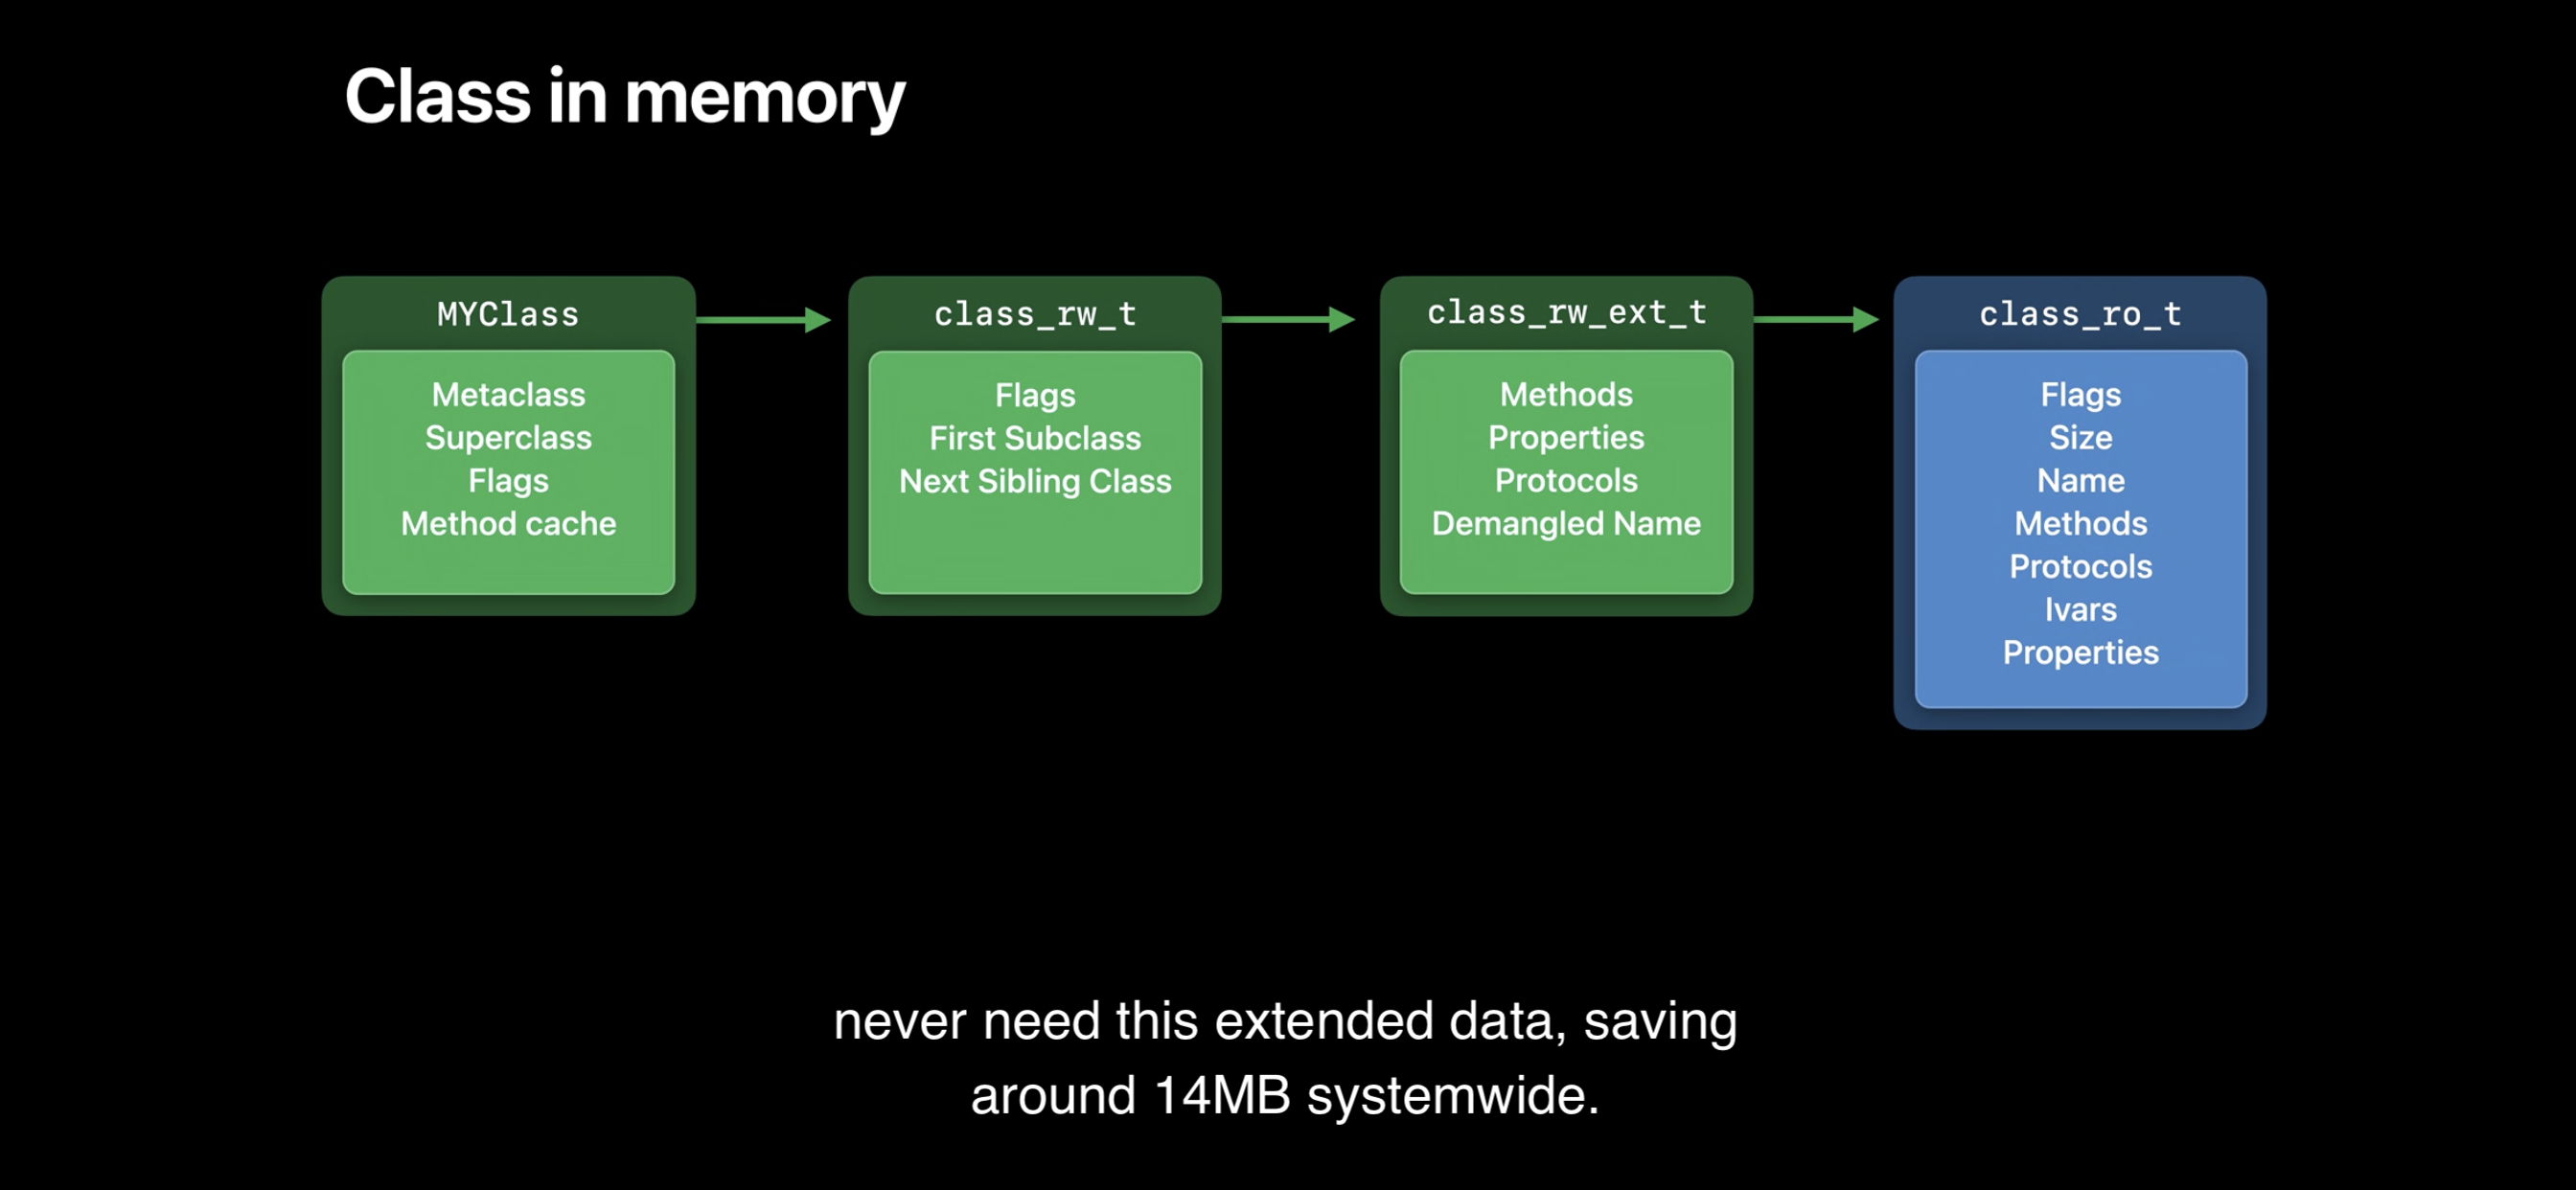 Class in memory
MYClass
Metaclass
Superclass
Flags
Method cache
class_rw_t
Flags
First Subclass
Next Sibling Class
class_rw_ext_t
Methods
Properties
Protocols
Demangled Name
class_ro_t
Flags
Size
Name
Methods
Protocols
Ivars
Properties
never need this extended data, saving
around 14MB systemwide.